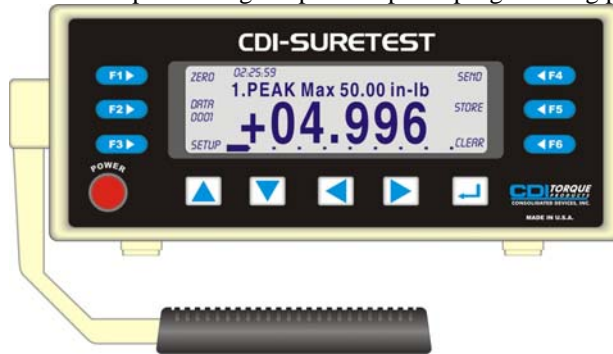 CDI-SURETEST
F1 ZERO 02:25:59 SEND F4
1.PEAK Max 50.00 in-lb
F2 DATA 0001 +04.996 STORE F5
F3 SETUP CLEAR F6
POWER
CDI TORQUE
PRODUCTS
CONSOLIDATED DEVICES, INC.
MADE IN U.S.A.